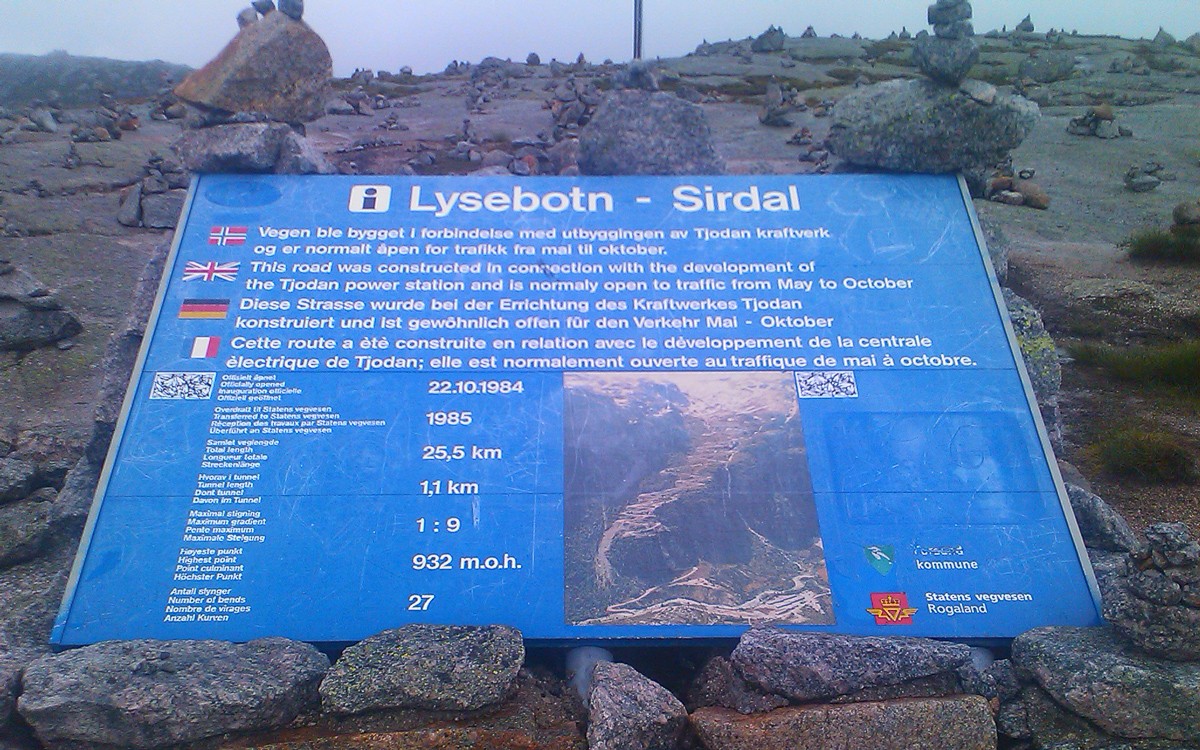 i Lysebotn - Sirdal
Vegen ble bygget i forbindelse med utbyggingen av Tjodan kraftverk
og er normalt åpen for trafikk fra mai til oktober.
This road was constructed in connection with the development of
the Tjodan power station and is normaly open to traffic from May to October
Diese Strasse wurde bei der Errichtung des Kraftwerkes Tjodan
konstruiert und ist gewôhnlich offen für den Verkehr Mai - Oktober
Cette route a ètè construite en relation avec le développement de la centrale
èlectrique de Tjodan; elle est normalement ouverte au traffique de mai à octobre.
Offisielt åpnet
Officially opened
Inauguration officielle
Offiziell geöffnet
22.10.1984
Overdratt til Statens vegvesen
Transferred to Statens vegvesen
Réception des travaux par Statens vegvesen
Überführt an Statens vegvesen
1985
Samlet veglengde
Total length
Longueur totale
Streckenlänge
25,5 km
Hvorav i tunnel
Tunnel length
Dont tunnel
Davon im Tunnel
1,1 km
Maximal stigning
Maximum gradient
Pente maximum
Maximale Steigung
1 : 9
Høyeste punkt
Highest point
Point culminant
Höchster Punkt
932 m.o.h.
Antall slynger
Number of bends
Nombre de virages
Anzahl Kurven
27
Forsand
kommune
Statens vegvesen
Rogaland